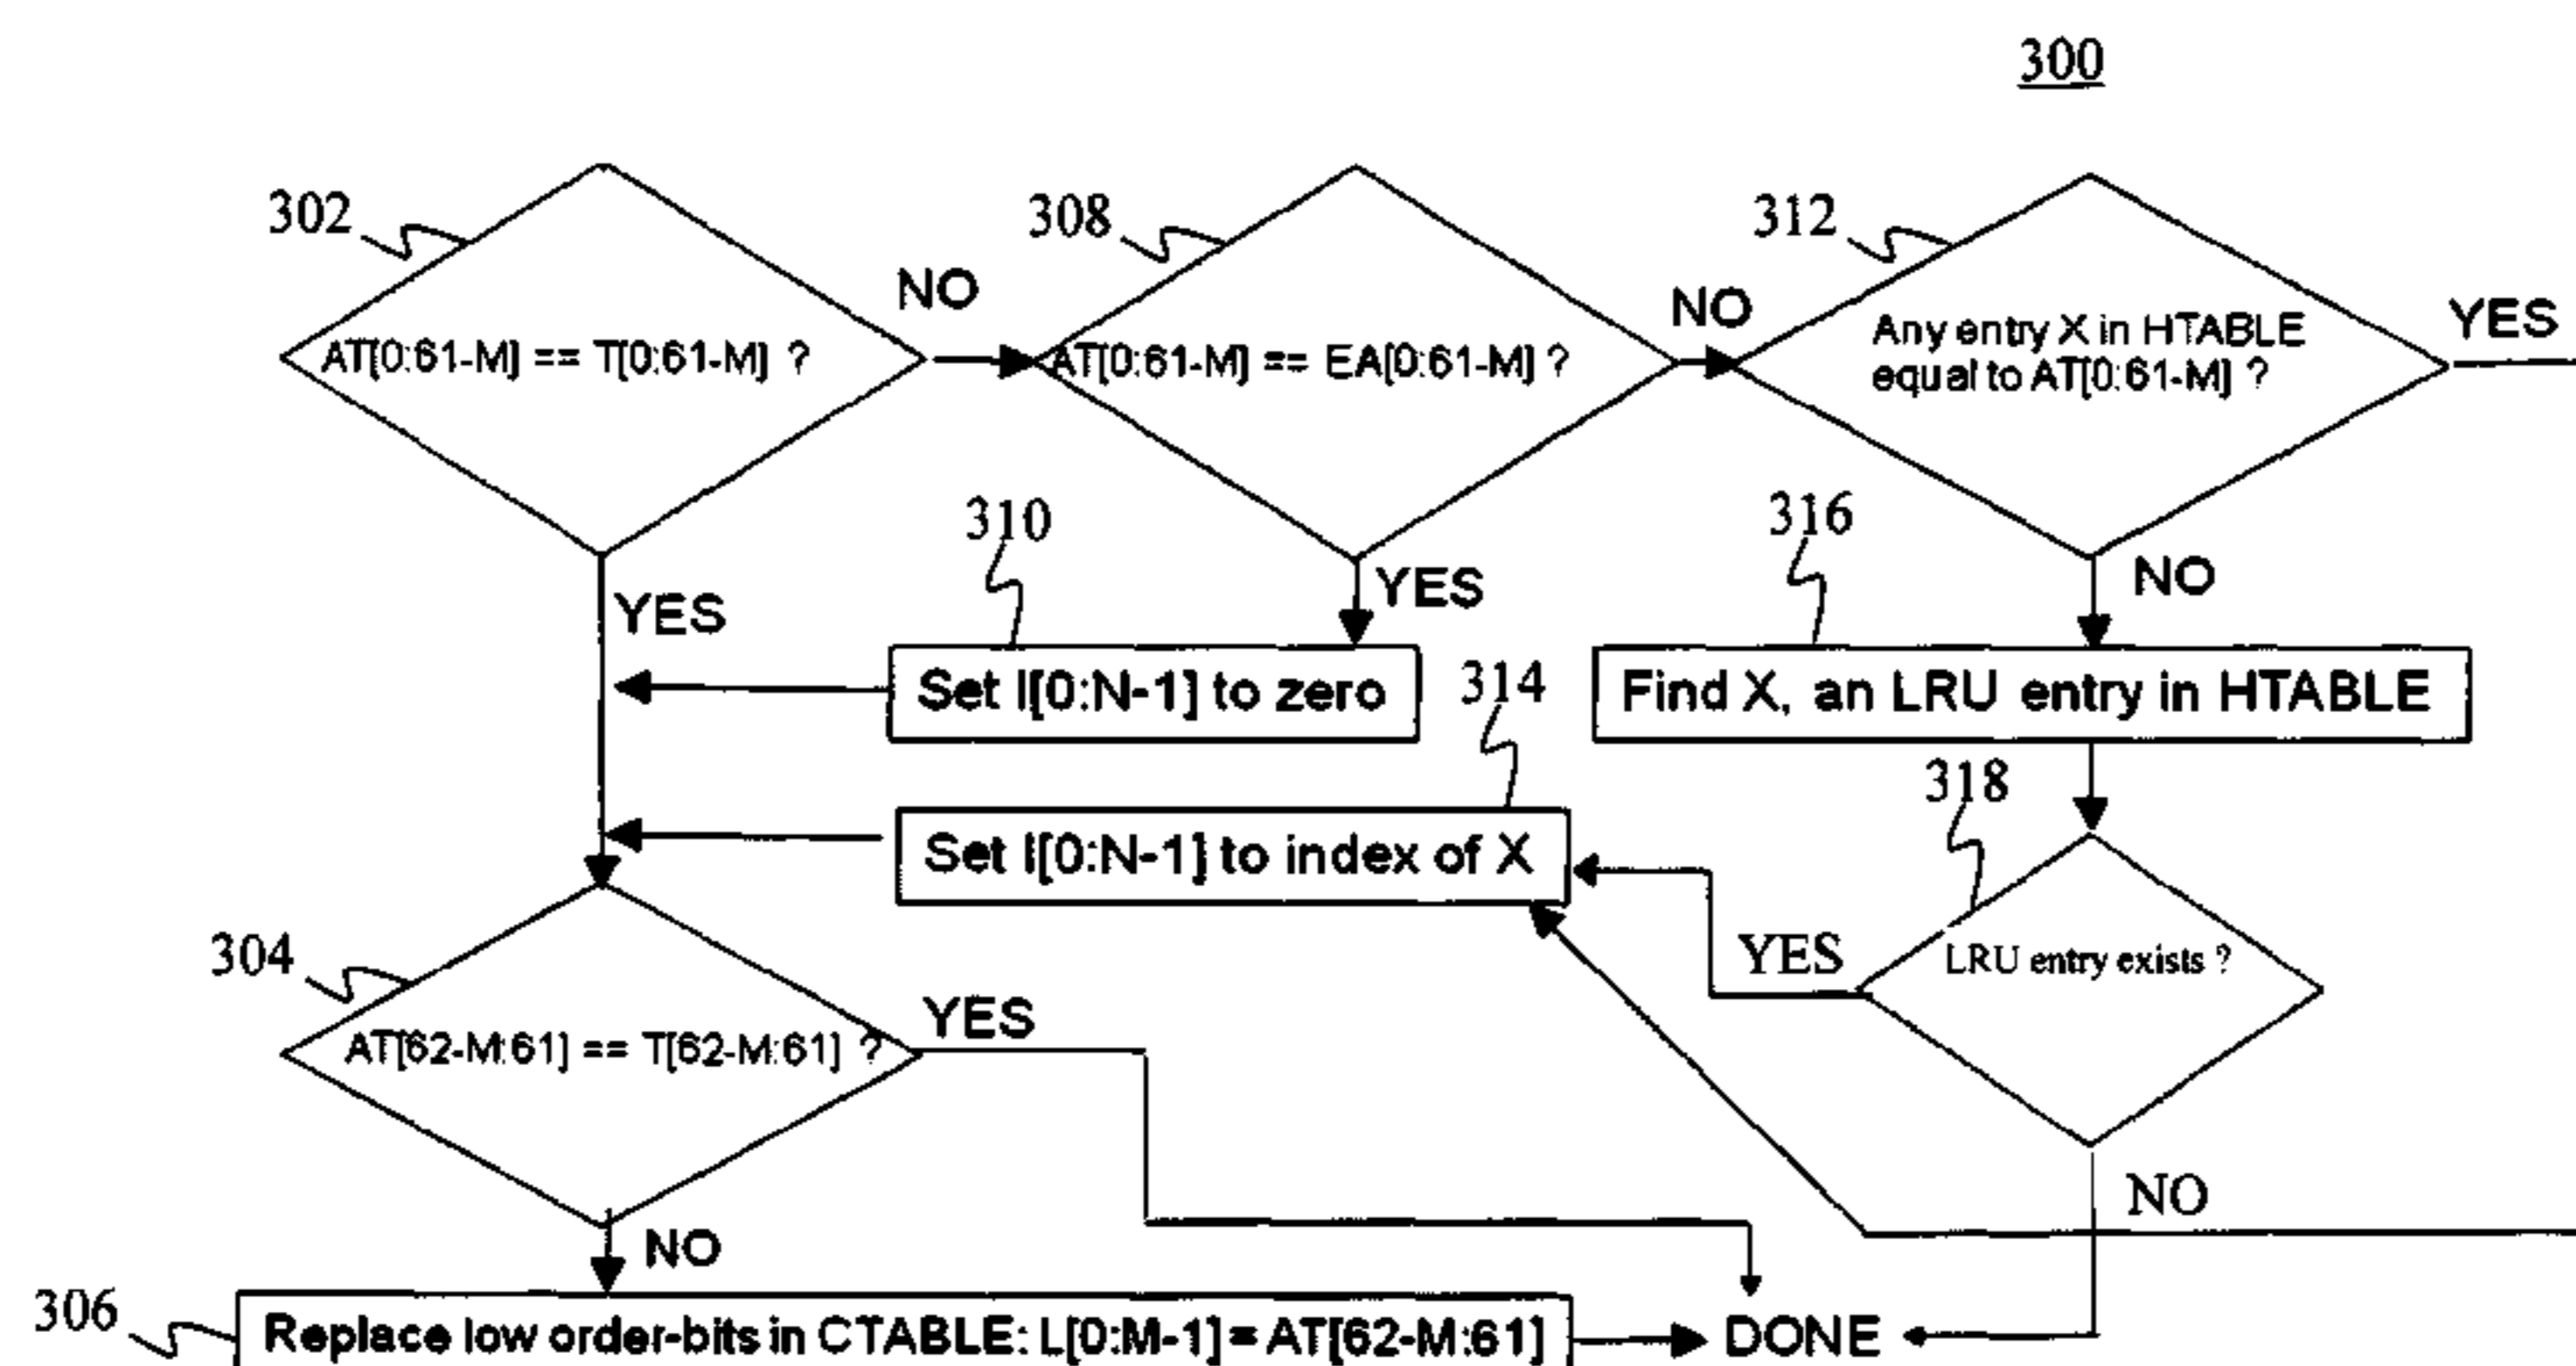 300
302
308
312
NO
NO
YES
AT[0:61-M] == T[0:61-M] ?
AT[0:61-M] == EA[0:61-M] ?
Any entry X in HTABLE
equal to AT[0:61-M] ?
310
316
YES
YES
NO
Set I[0:N-1] to zero
314
Find X, an LRU entry in HTABLE
318
Set I[0:N-1] to index of X
304
YES
YES
LRU entry exists ?
AT[62-M:61] == T[62-M:61] ?
NO
NO
306
Replace low order-bits in CTABLE: L[0:M-1] = AT[62-M:61]
DONE